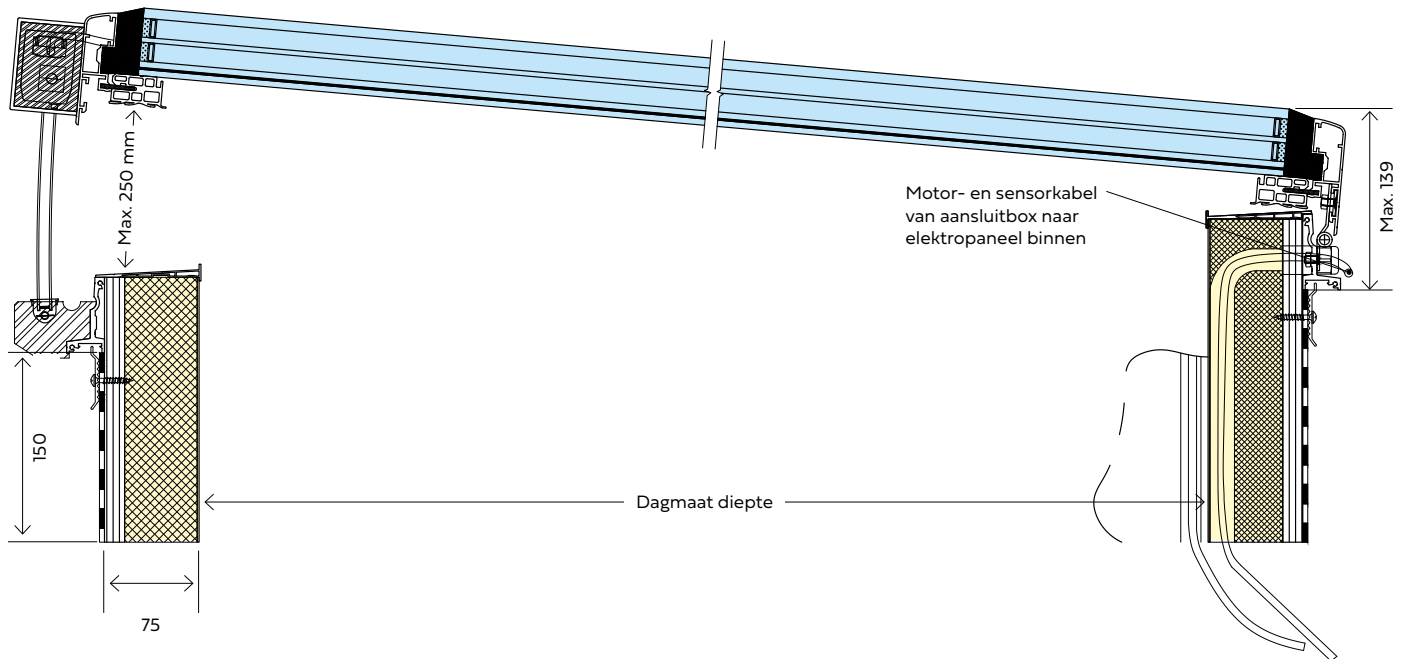 Max. 250 mm
Motor- en sensorkabel
van aansluitbox naar
elektropaneel binnen
Max. 139
150
Dagmaat diepte
75